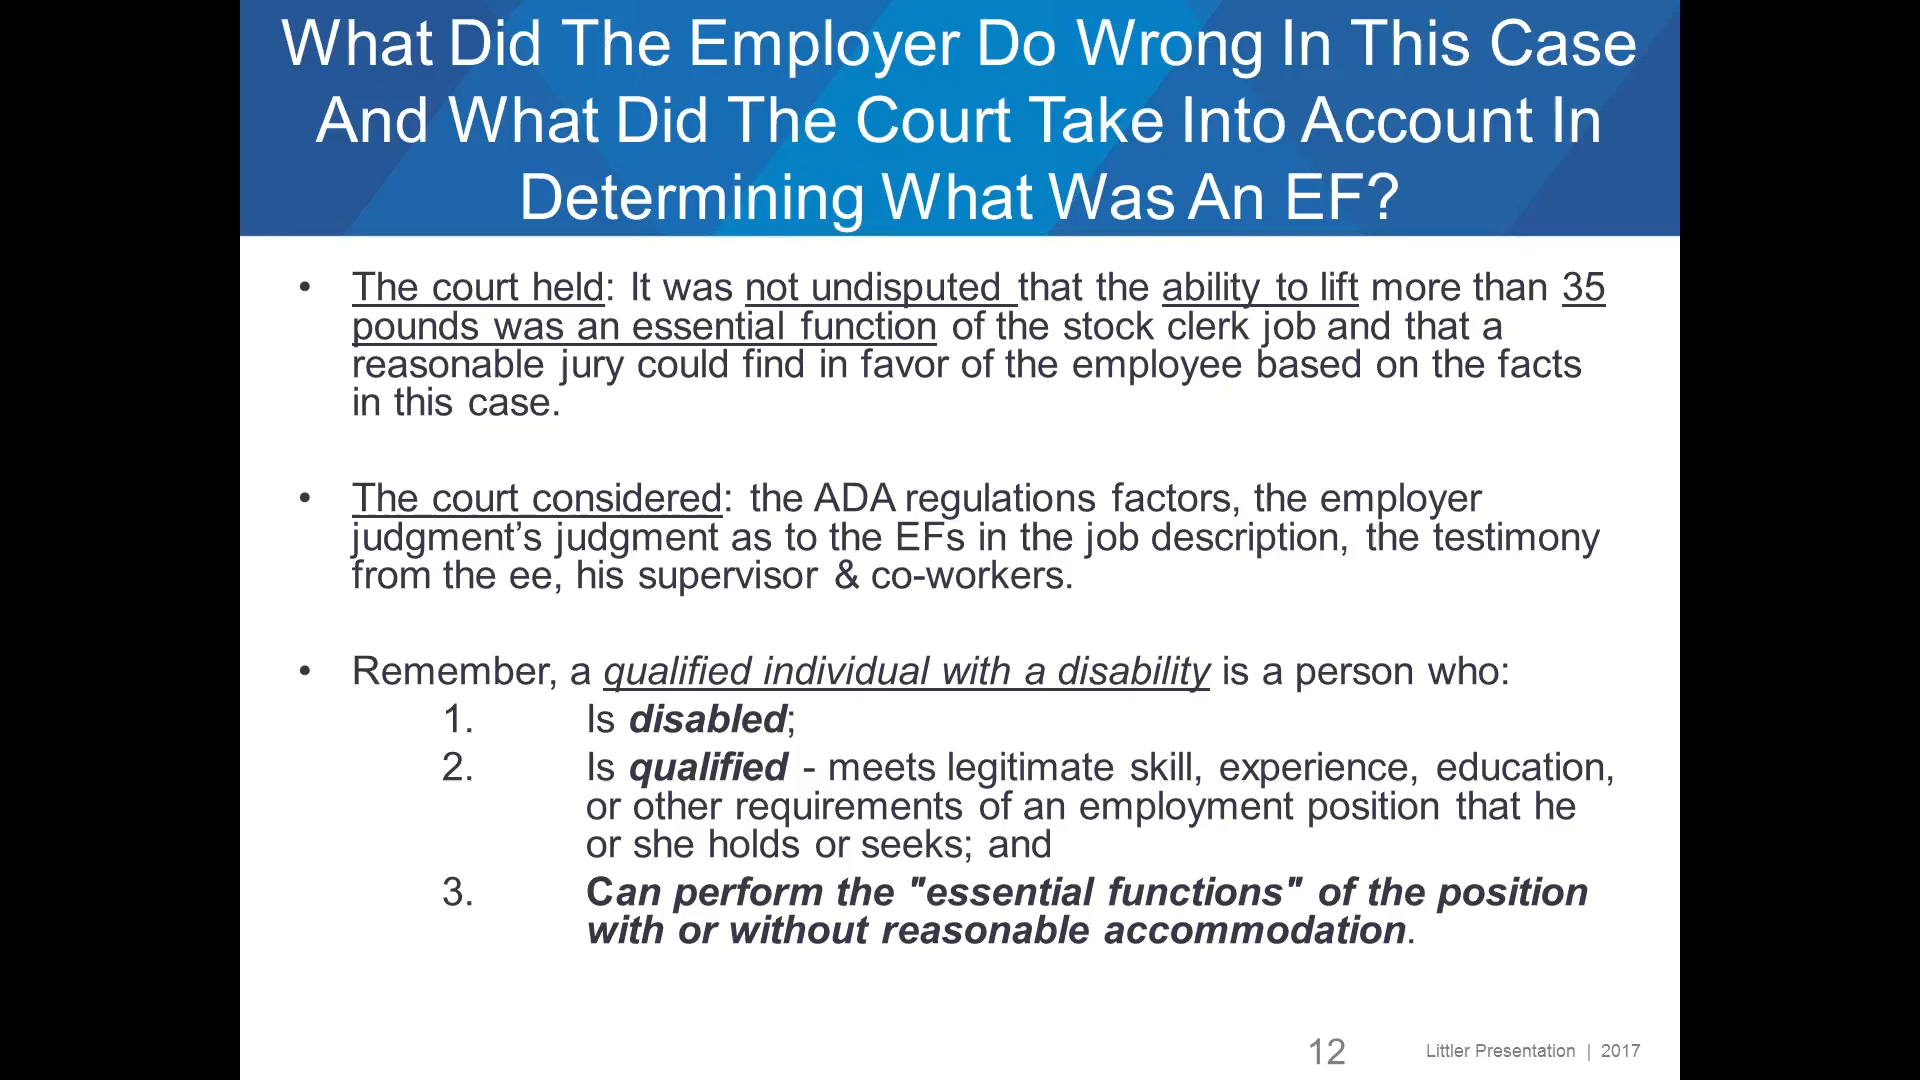 What Did The Employer Do Wrong In This Case
And What Did The Court Take Into Account In
Determining What Was An EF?
• The court held: It was not undisputed that the ability to lift more than 35
pounds was an essential function of the stock clerk job and that a
reasonable jury could find in favor of the employee based on the facts
in this case.
• The court considered: the ADA regulations factors, the employer
judgment’s judgment as to the EFs in the job description, the testimony
from the ee, his supervisor & co-workers.
• Remember, a qualified individual with a disability is a person who:
1. Is disabled;
2. Is qualified - meets legitimate skill, experience, education,
or other requirements of an employment position that he
or she holds or seeks; and
3. Can perform the "essential functions" of the position
with or without reasonable accommodation.
12 Littler Presentation | 2017